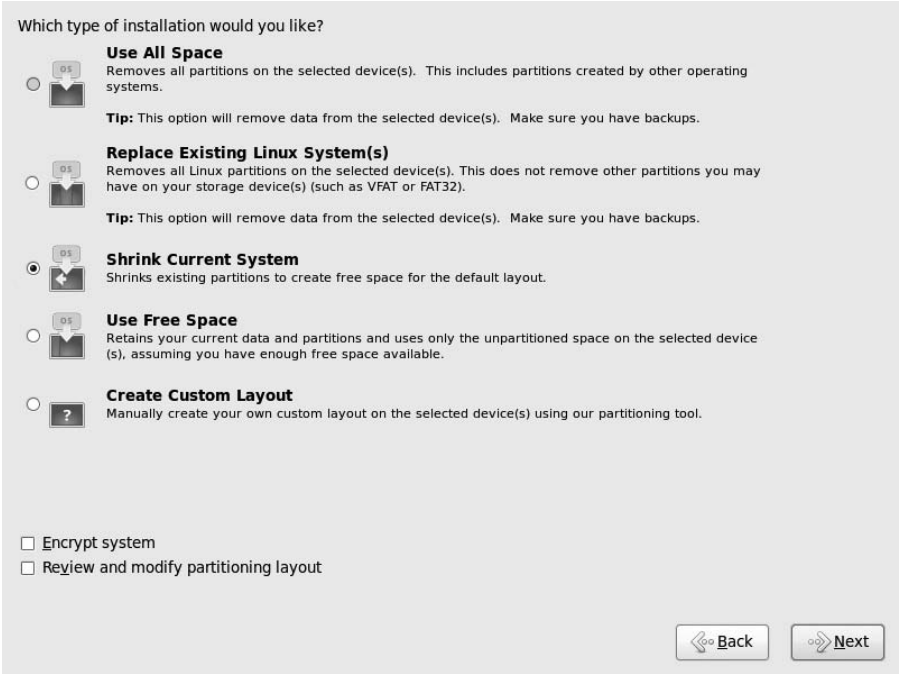 Which type of installation would you like?
OS
Use All Space
Removes all partitions on the selected device(s).  This includes partitions created by other operating
systems.
Tip: This option will remove data from the selected device(s).  Make sure you have backups.
OS
Replace Existing Linux System(s)
Removes all Linux partitions on the selected device(s). This does not remove other partitions you may
have on your storage device(s) (such as VFAT or FAT32).
Tip: This option will remove data from the selected device(s).  Make sure you have backups.
OS
Shrink Current System
Shrinks existing partitions to create free space for the default layout.
OS
Use Free Space
Retains your current data and partitions and uses only the unpartitioned space on the selected device
(s), assuming you have enough free space available.
?
Create Custom Layout
Manually create your own custom layout on the selected device(s) using our partitioning tool.
Encrypt system
Review and modify partitioning layout
Back
Next